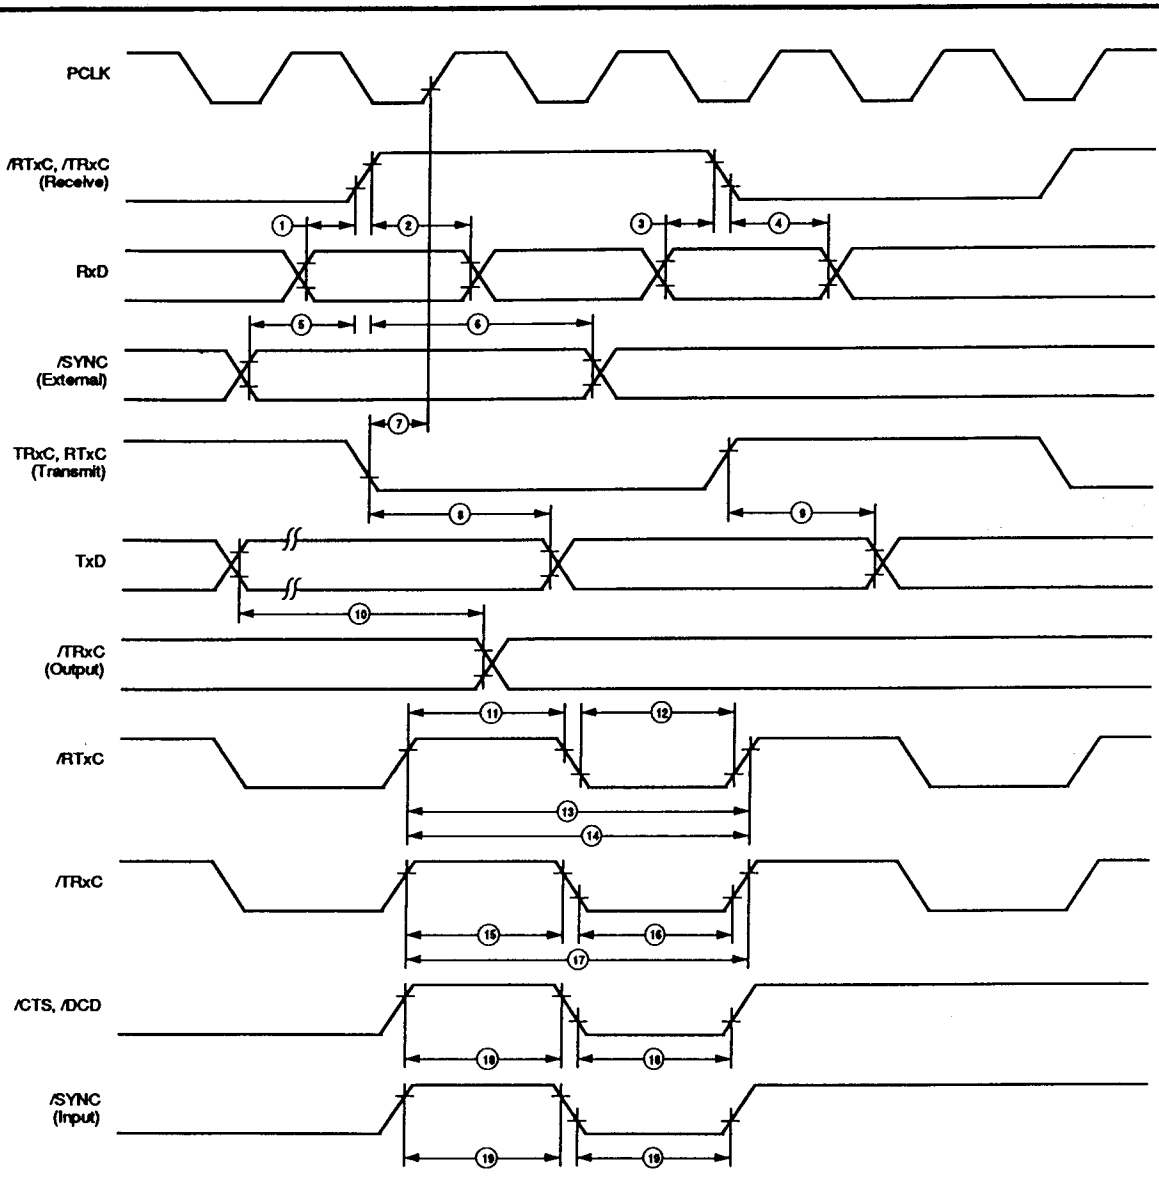 PCLK
/RTxC, /TRxC
(Receive)
1
2
3
4
RxD
5
6
/SYNC
(External)
7
TRxC, RTxC
(Transmit)
8
9
TxD
10
/TRxC
(Output)
11
12
/RTxC
13
14
/TRxC
15
16
17
/CTS, /DCD
18
18
/SYNC
(Input)
19
19